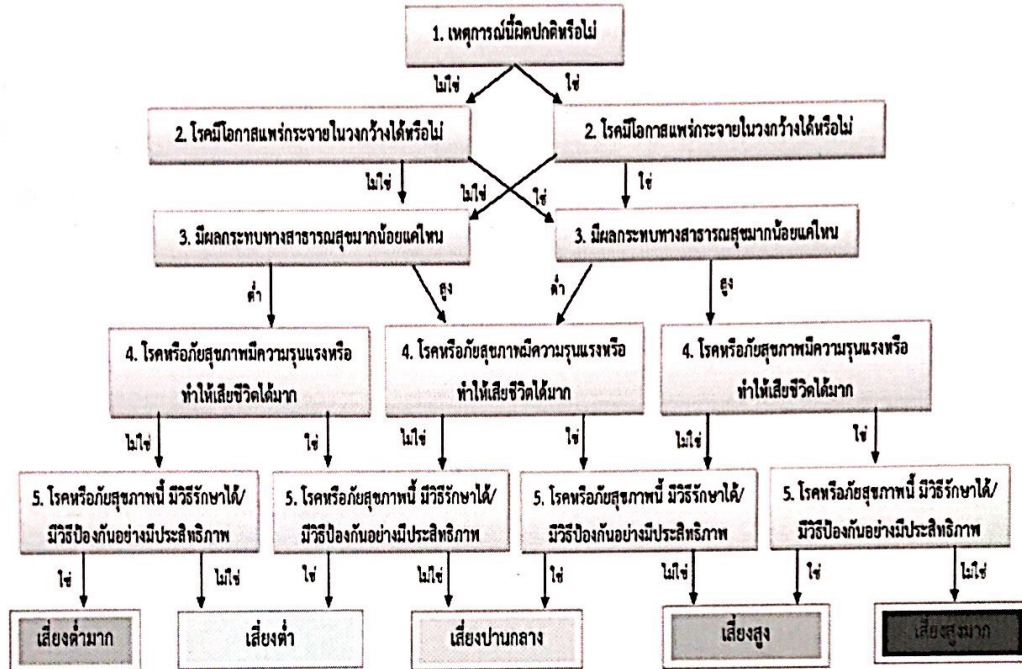 1. เหตุการณ์นี้ผิดปกติหรือไม่
ไม่ใช่
ใช่
2. โรคมีโอกาสแพร่กระจายในวงกว้างได้หรือไม่
2. โรคมีโอกาสแพร่กระจายในวงกว้างได้หรือไม่
ไม่ใช่
ไม่ใช่
ใช่
ใช่
3. มีผลกระทบทางสาธารณสุขมากน้อยแค่ไหน
3. มีผลกระทบทางสาธารณสุขมากน้อยแค่ไหน
ต่ำ
สูง
ต่ำ
สูง
4. โรคหรือภัยสุขภาพมีความรุนแรงหรือ
ทำให้เสียชีวิตได้มาก
4. โรคหรือภัยสุขภาพมีความรุนแรงหรือ
ทำให้เสียชีวิตได้มาก
4. โรคหรือภัยสุขภาพมีความรุนแรงหรือ
ทำให้เสียชีวิตได้มาก
ไม่ใช่
ใช่
ไม่ใช่
ใช่
ไม่ใช่
ใช่
5. โรคหรือภัยสุขภาพนี้ มีวิธีรักษาได้/
มีวิธีป้องกันอย่างมีประสิทธิภาพ
5. โรคหรือภัยสุขภาพนี้ มีวิธีรักษาได้/
มีวิธีป้องกันอย่างมีประสิทธิภาพ
5. โรคหรือภัยสุขภาพนี้ มีวิธีรักษาได้/
มีวิธีป้องกันอย่างมีประสิทธิภาพ
5. โรคหรือภัยสุขภาพนี้ มีวิธีรักษาได้/
มีวิธีป้องกันอย่างมีประสิทธิภาพ
ใช่
ไม่ใช่
ใช่
ไม่ใช่
ใช่
ไม่ใช่
ใช่
ไม่ใช่
เสี่ยงต่ำมาก
เสี่ยงต่ำ
เสี่ยงปานกลาง
เสี่ยงสูง
เสี่ยงสูงมาก